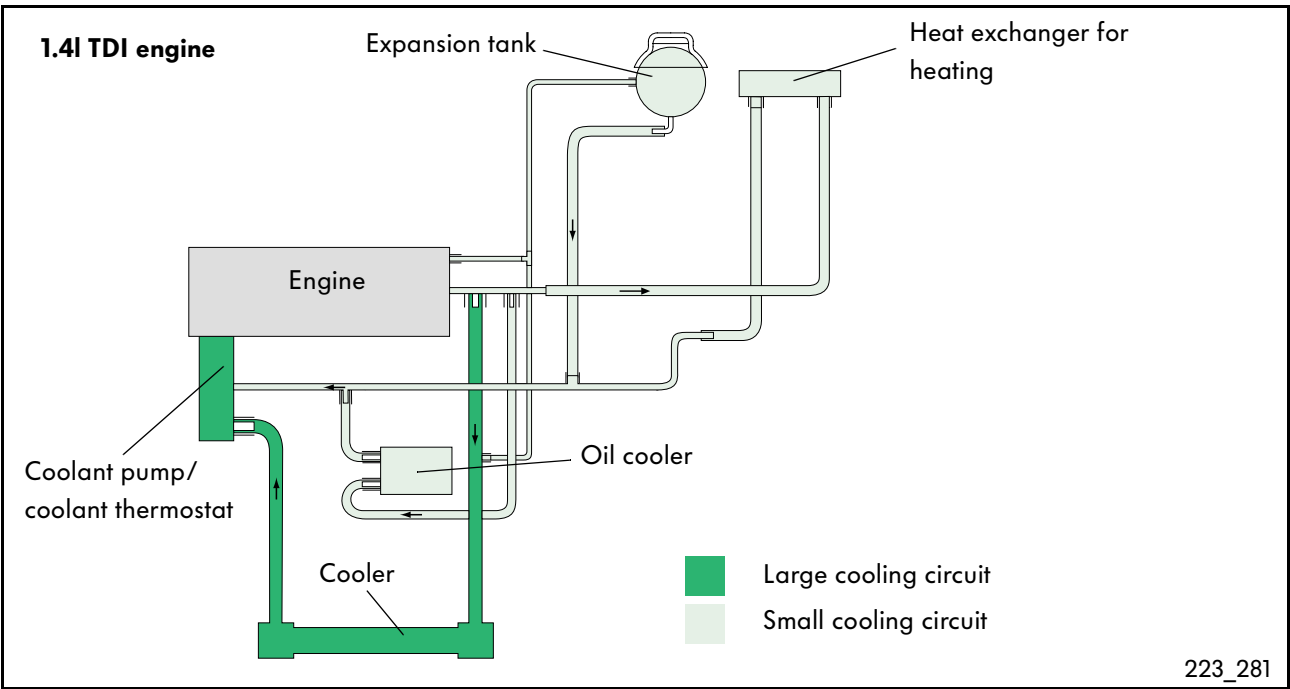 1.4l TDI engine
Expansion tank
Heat exchanger for
heating
Engine
Coolant pump/
coolant thermostat
Oil cooler
Cooler
Large cooling circuit
Small cooling circuit
223_281